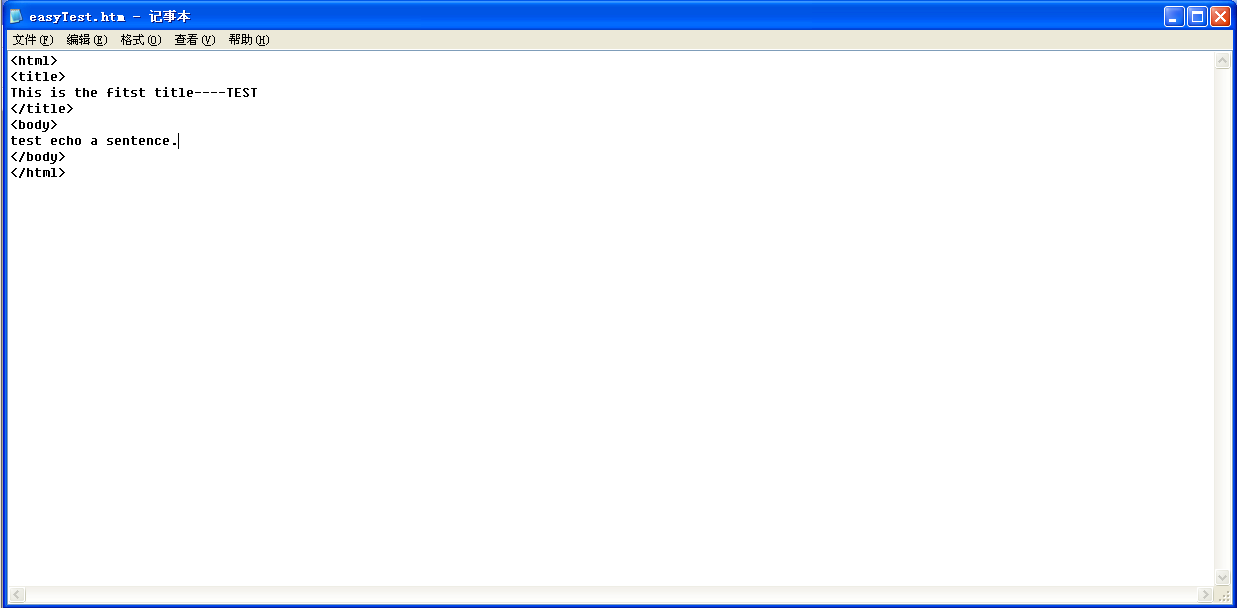 easyTest.htm - 记事本
文件(F) 编辑(E) 格式(O) 查看(V) 帮助(H)
<html>
<title>
This is the fitst title----TEST
</title>
<body>
test echo a sentence.
</body>
</html>